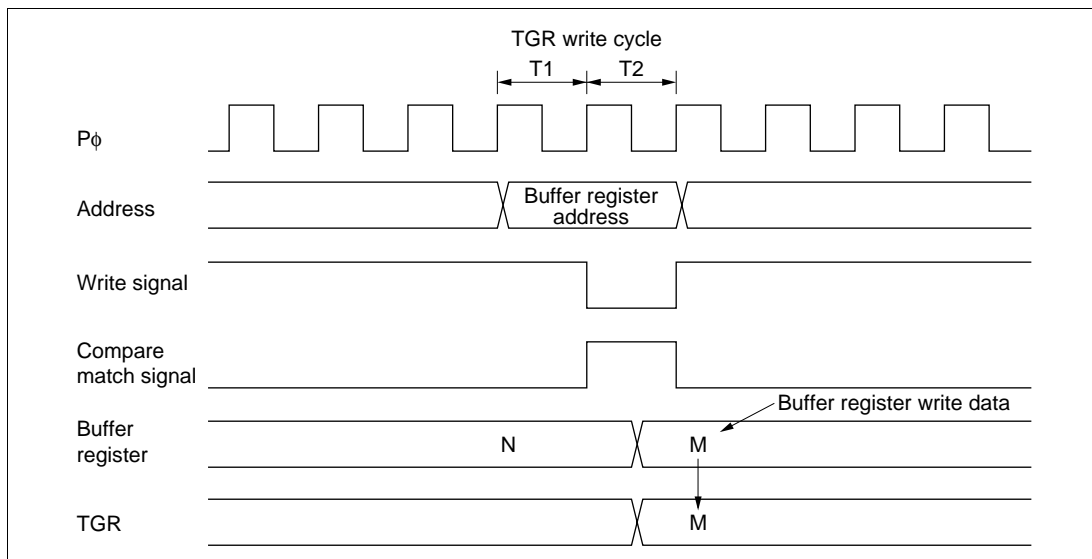 TGR write cycle
T1 T2
Pφ
Address
Buffer register
address
Write signal
Compare
match signal
Buffer register write data
Buffer
register
N M
TGR
M